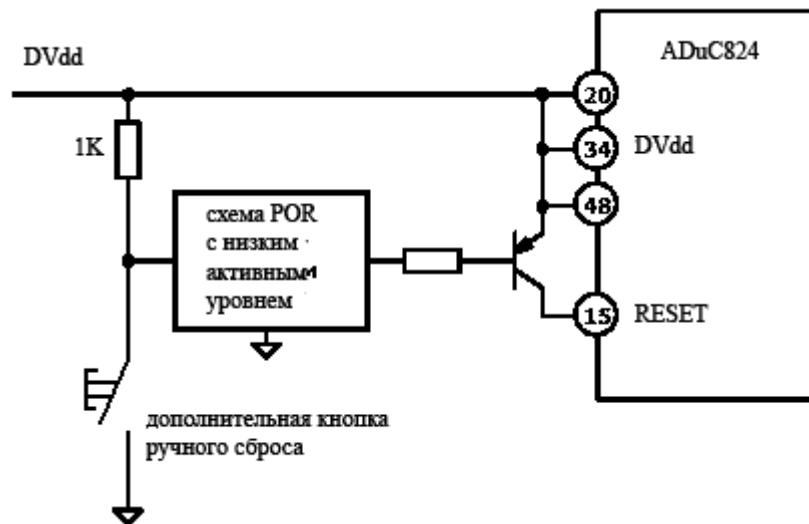 ADuC824
DVdd
20
1K
34
DVdd
48
схема POR
с низким
активным
уровнем
15
RESET
дополнительная кнопка
ручного сброса